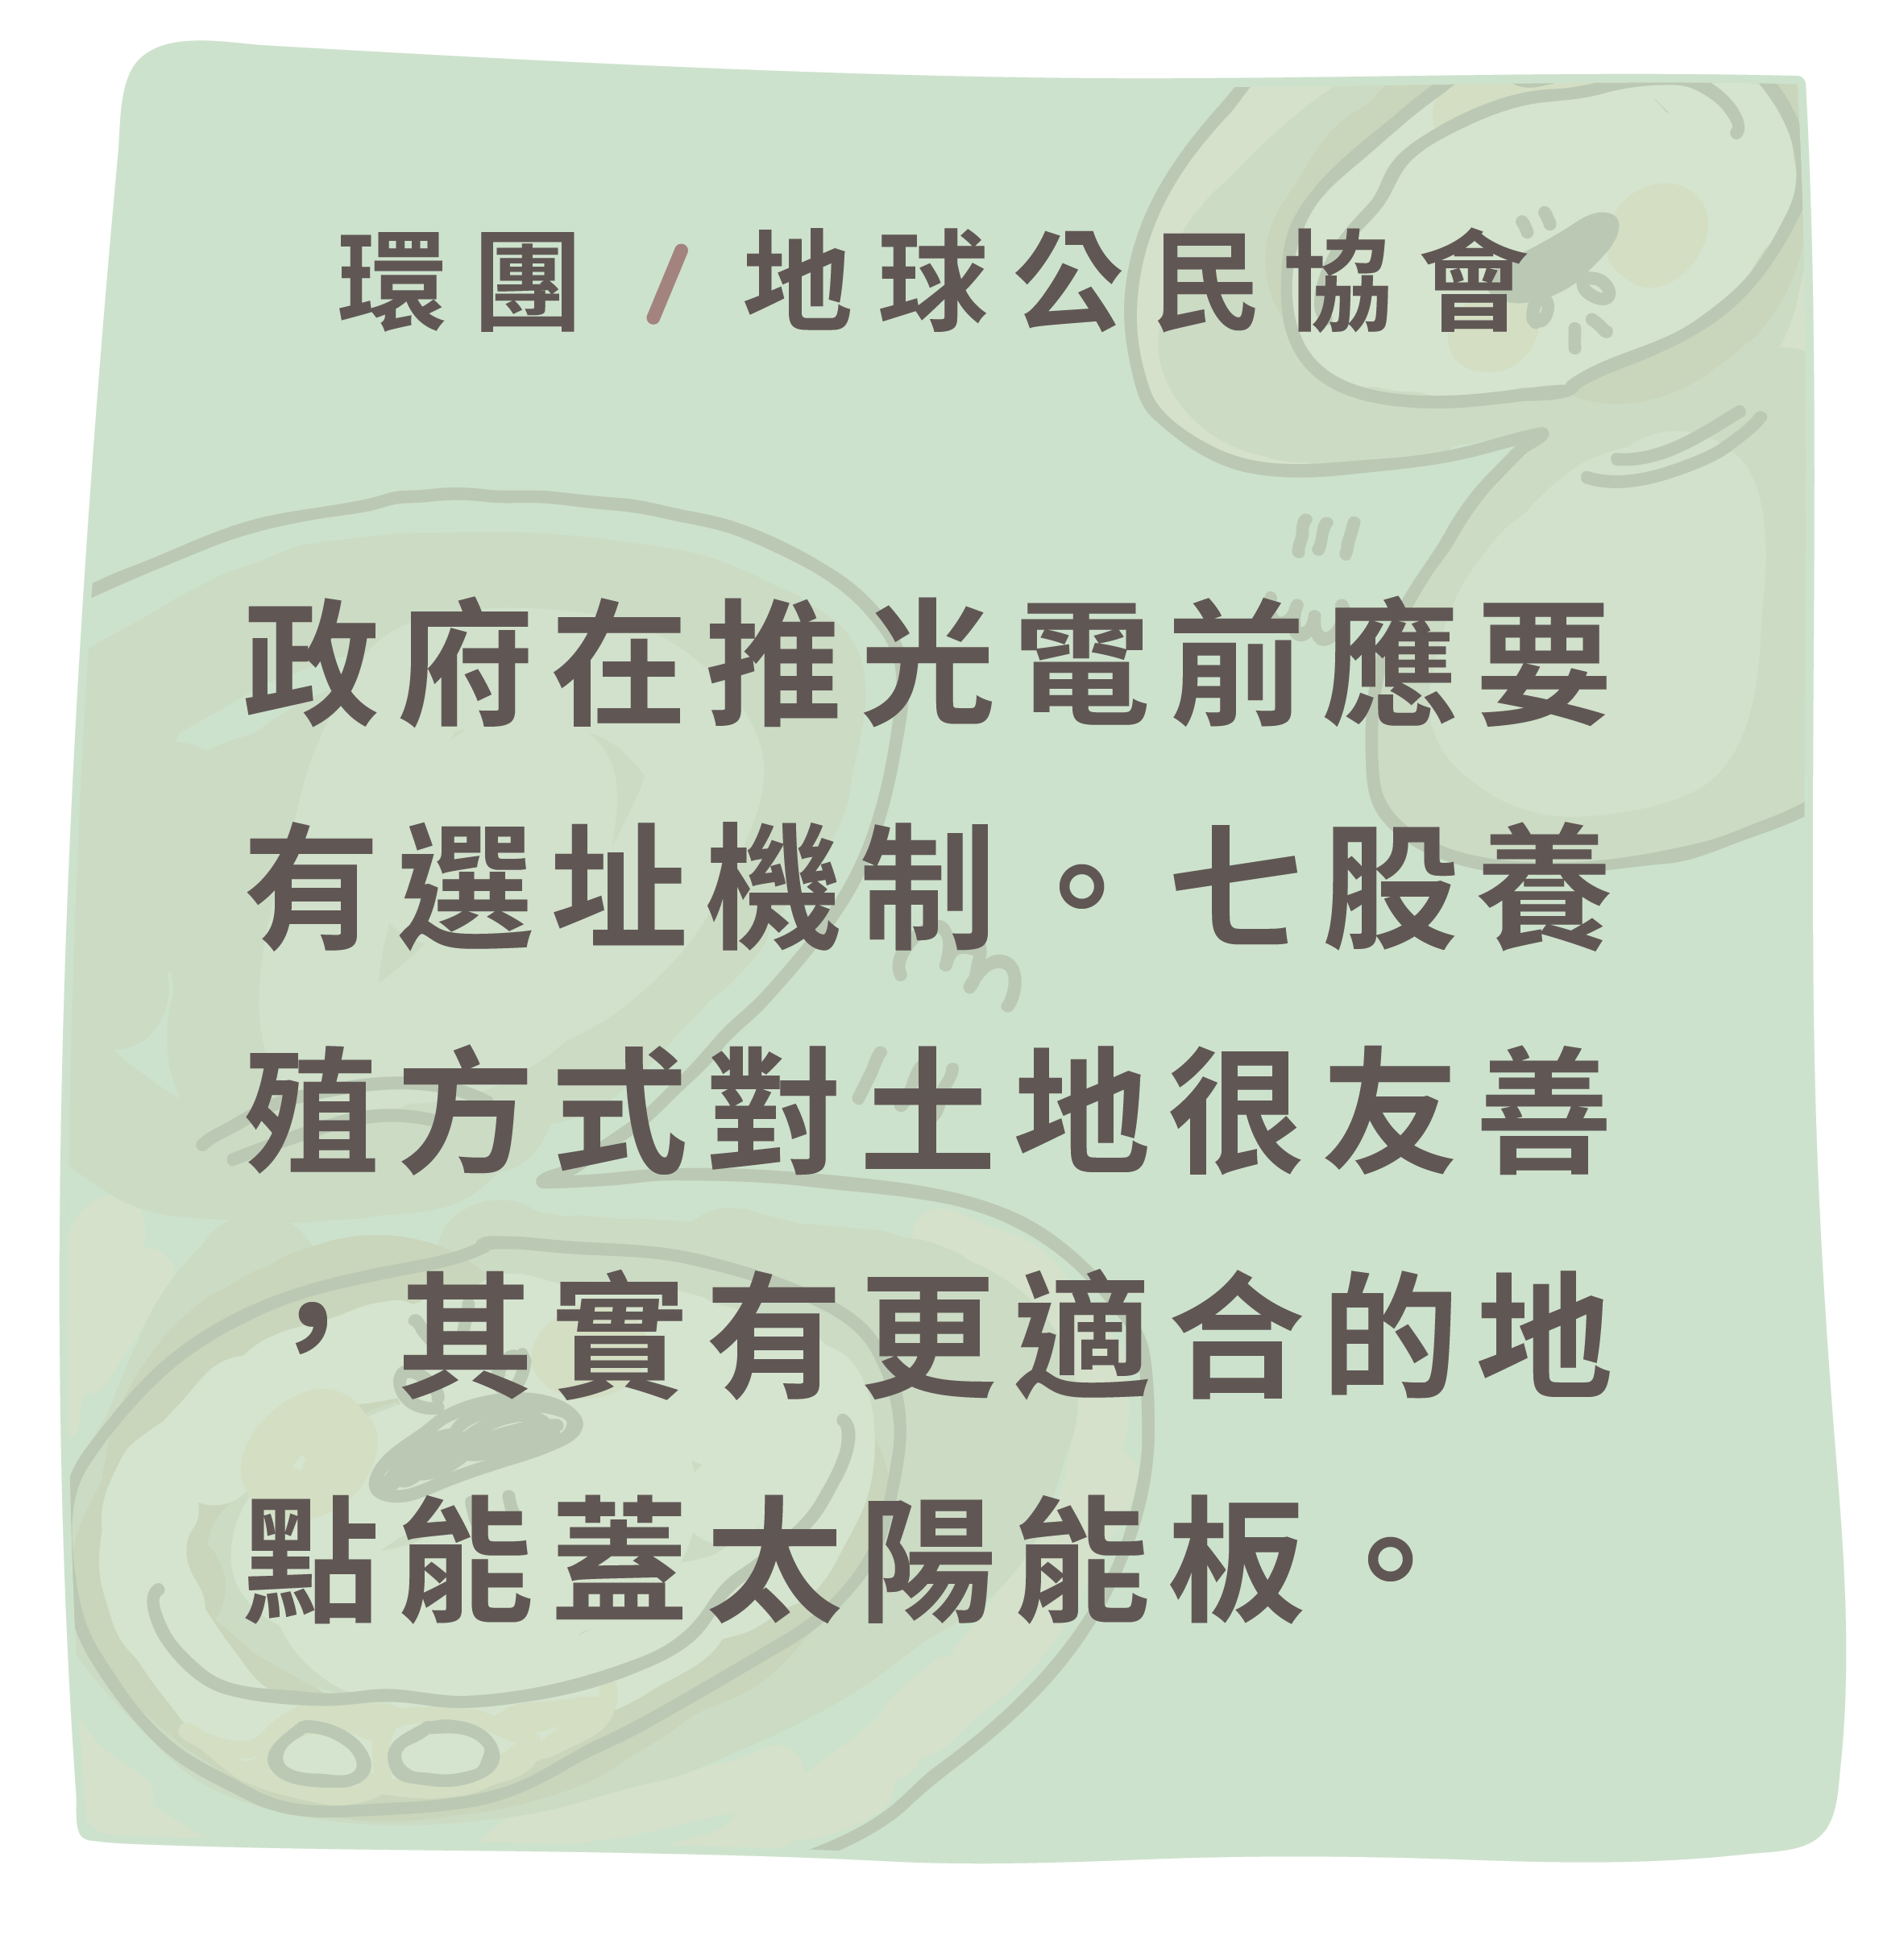 環團 / 地球公民協會
政府在推光電前應要
有選址機制。七股養
殖方式對土地很友善
，其實有更適合的地
點能蓋太陽能板。